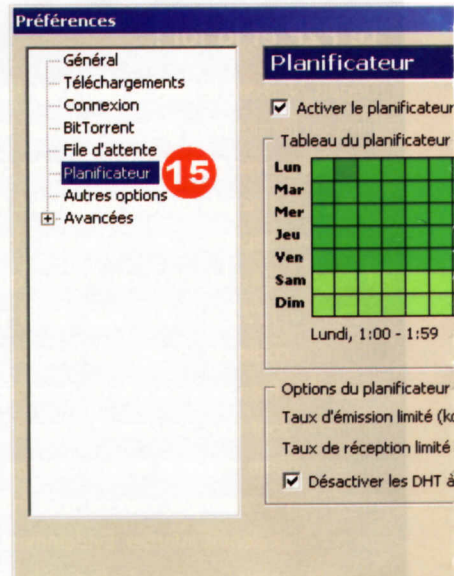 Préférences
Général
Téléchargements
Connexion
BitTorrent
File d'attente
Planificateur 15
Autres options
Avancées
Planificateur
Activer le planificateur
Tableau du planificateur
Lun
Mar
Mer
Jeu
Ven
Sam
Dim
Lundi, 1:00 - 1:59
Options du planificateur
Taux d'émission limité
Taux de réception limité
Désactiver les DHT à